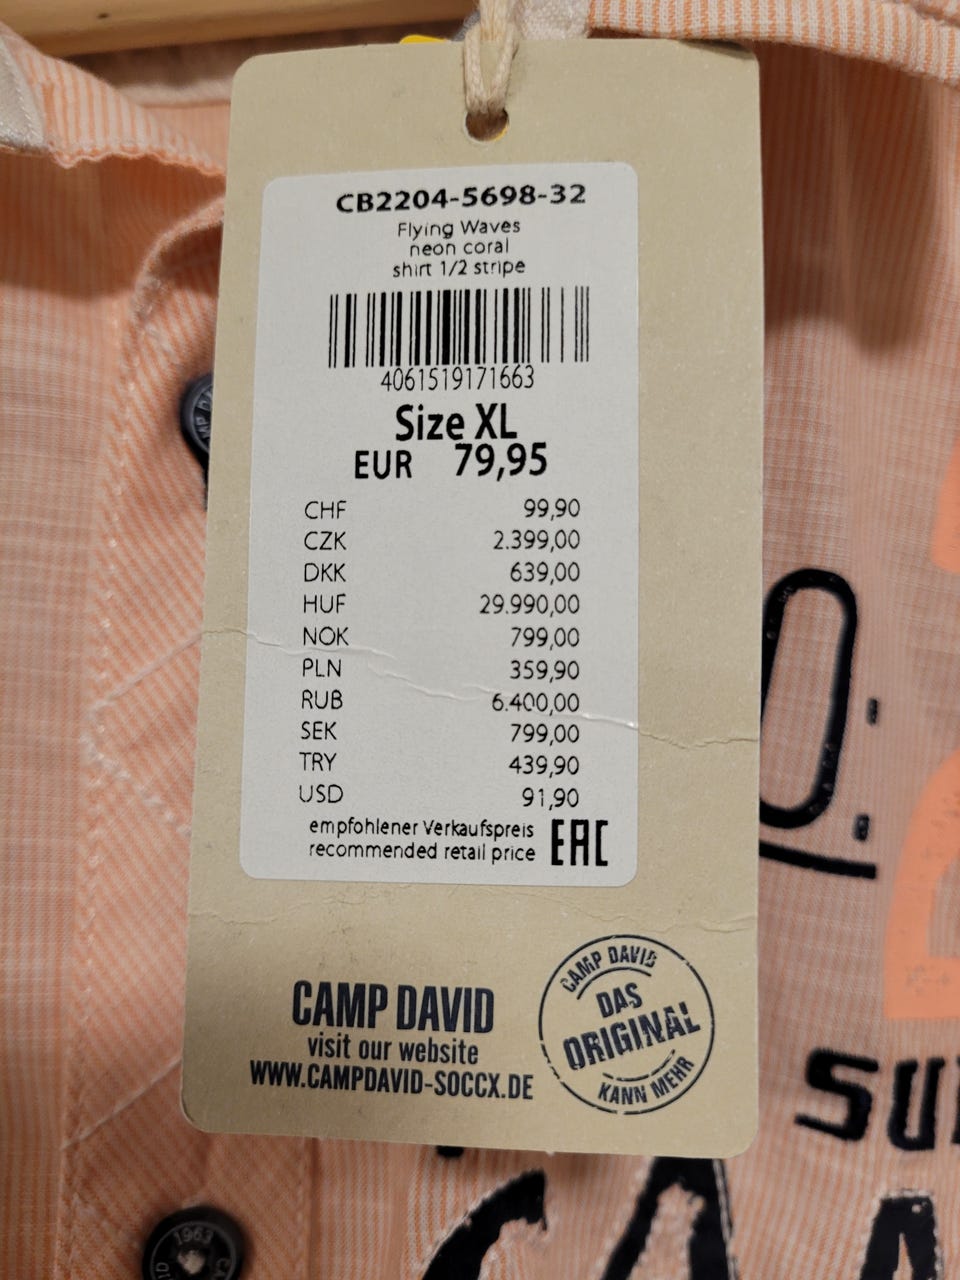 CB2204-5698-32
Flying Waves
neon coral
shirt 1/2 stripe
4061519171663
Size XL
EUR 79,95
CHF 99,90
CZK 2.399,00
DKK 639,00
HUF 29.990,00
NOK 799,00
PLN 359,90
RUB 6.400,00
SEK 799,00
TRY 439,90
USD 91,90
empfohlener Verkaufspreis
recommended retail price
EAC
CAMP DAVID
visit our website
WWW.CAMPDAVID-SOCCX.DE
CAMP DAVID
DAS
ORIGINAL
KANN MEHR
1963